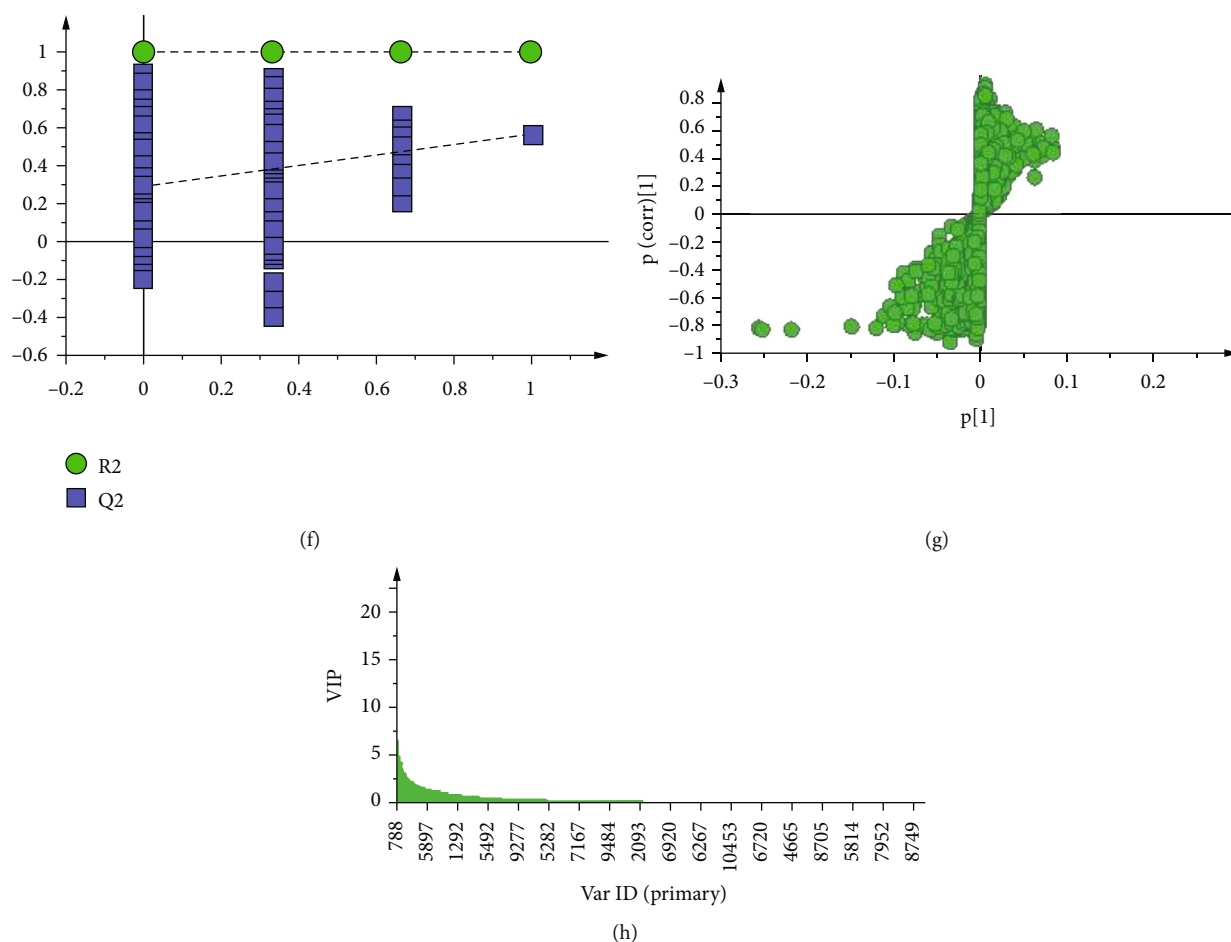 1
0.8
0.6
0.4
0.2
0
–0.2
–0.4
–0.6
–0.2 0 0.2 0.4 0.6 0.8 1
R2
Q2
(f)
p (corr)[1]
0.8
0.6
0.4
0.2
0
–0.2
–0.4
–0.6
–0.8
–1
–0.3 –0.2 –0.1 0 0.1 0.2
p[1]
(g)
VIP
20
15
10
5
0
788 5897 1292 5492 9277 5282 7167 9484 2093 6920 6267 10453 6720 4665 8705 5814 7952 8749
Var ID (primary)
(h)